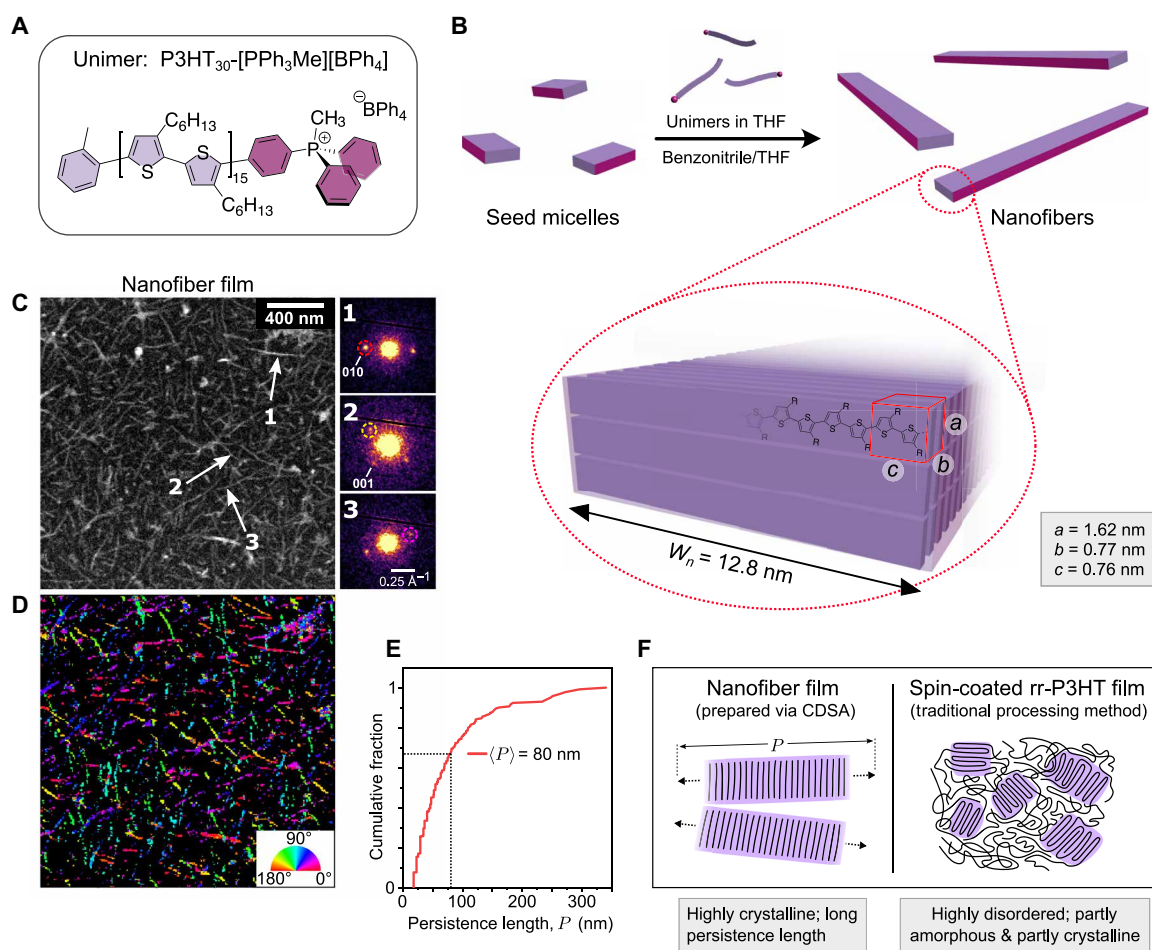 A
Unimer: P3HT30-[PPh3Me][BPh4]
C6H13
S
S
15
C6H13
CH3
P
⊕
⊖
BPh4
B
Unimers in THF
Benzonitrile/THF
Seed micelles
Nanofibers
R
R
R
S
S
S
S
S
S
R
R
R
a
b
c
Wn = 12.8 nm
a = 1.62 nm
b = 0.77 nm
c = 0.76 nm
C
Nanofiber film
400 nm
1
2
3
1
010
2
001
3
0.25 Å−1
D
90°
180°
0°
E
Cumulative fraction
1
0
⟨P⟩ = 80 nm
0
100
200
300
Persistence length, P (nm)
F
Nanofiber film
(prepared via CDSA)
P
Spin-coated rr-P3HT film
(traditional processing method)
Highly crystalline; long
persistence length
Highly disordered; partly
amorphous & partly crystalline